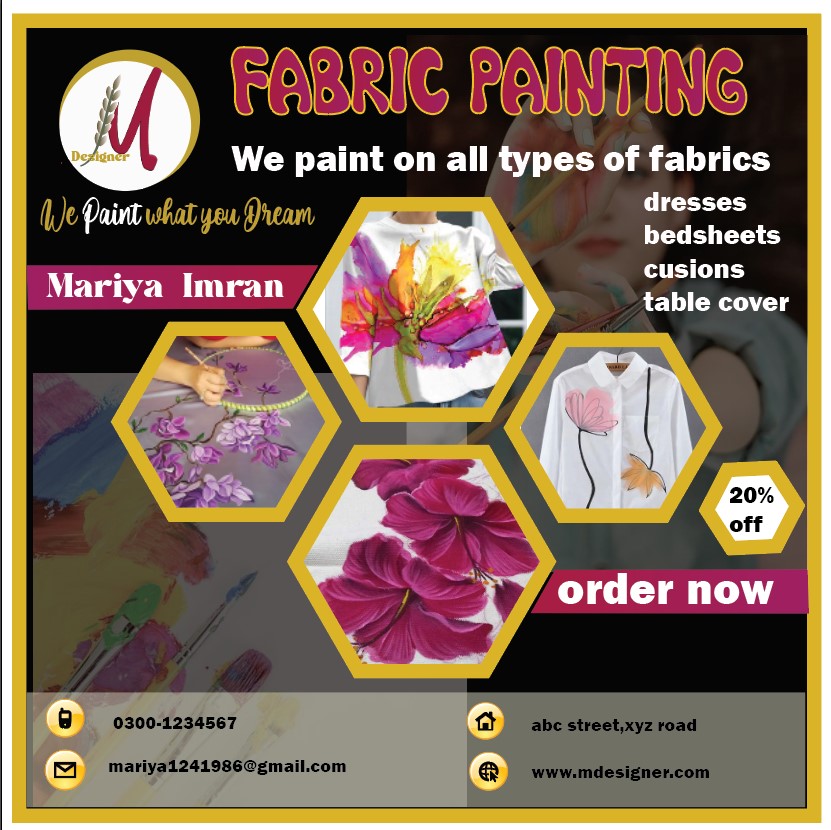 FABRIC PAINTING
M
Dezigner
We paint on all types of fabrics
We Paint what you Dream
dresses
bedsheets
cusions
table cover
Mariya Imran
20%
off
order now
0300-1234567
abc street,xyz road
mariya1241986@gmail.com
www.mdesigner.com